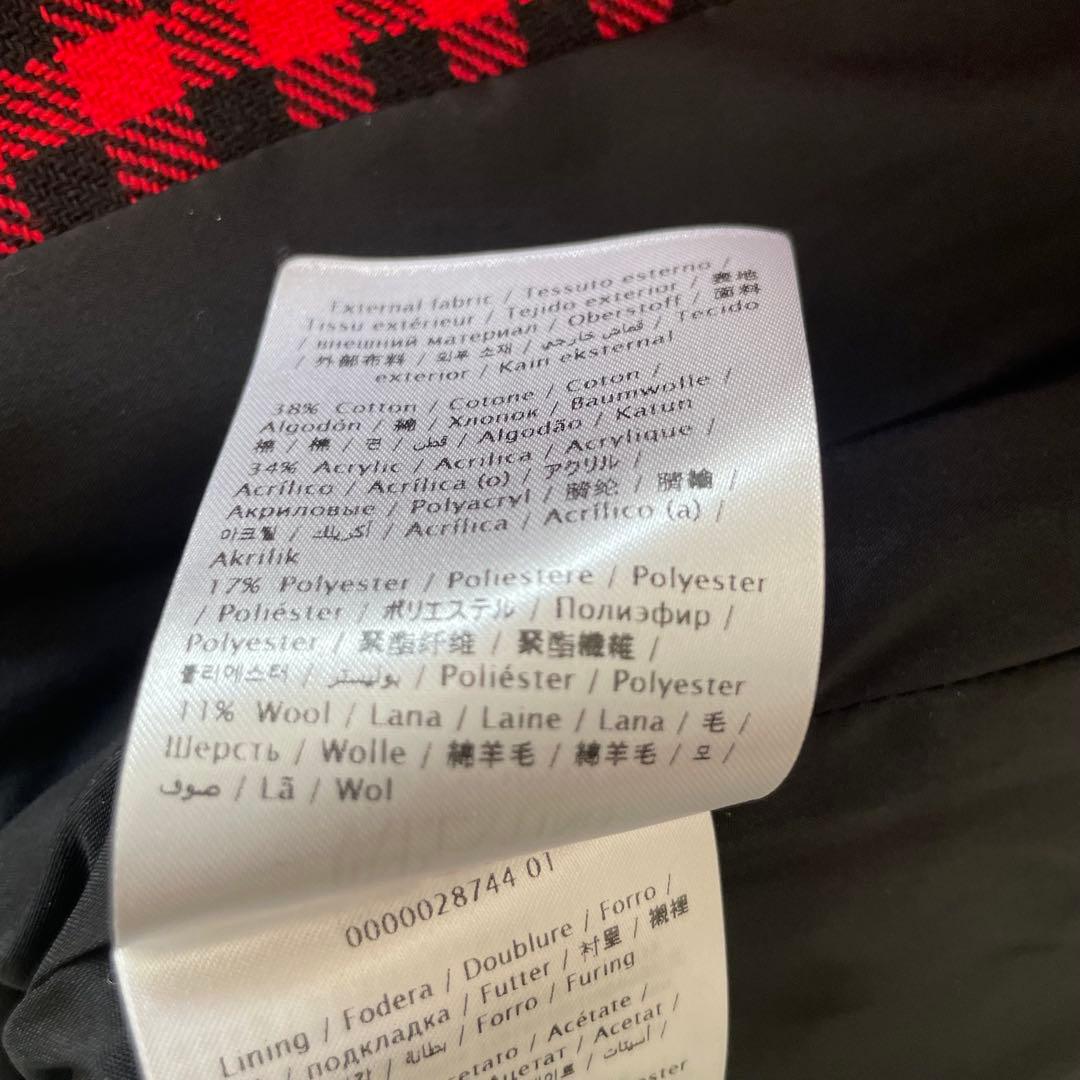 External fabric / Tessuto esterno /
Tissu extérieur / Tejido exterior / 表地
/ внешний материал / Oberstoff / 面料
/ 外部布料 / 외부 소재 / قماش خارجي / Tecido
exterior / Kain eksternal
38% Cotton / Cotone / Coton /
Algodón / 綿 / Хлопок / Baumwolle /
棉 / 棉 / 면 / قطن / Algodão / Katun
34% Acrylic / Acrilica / Acrylique /
Acrílico / Acrílica (o) / アクリル /
Акриловые / Polyacryl / 腈纶 / 腈綸 /
아크릴 / أكريليك / Acrílica / Acrílico (a) /
Akrilik
17% Polyester / Poliestere / Polyester
/ Poliéster / ポリエステル / Полиэфир /
Polyester / 聚酯纤维 / 聚酯纖維 /
폴리에스터 / بوليستر / Poliéster / Polyester
11% Wool / Lana / Laine / Lana / 毛 /
Шерсть / Wolle / 綿羊毛 / 綿羊毛 / 모 /
صوف / Lã / Wol
0000028744 01
Lining / Fodera / Doublure / Forro /
/ подкладка / Futter / 衬里 / 襯裡
/ بطانة / Forro / Furing
/ Acétate /
/ Acetat /
/ أسيتات /